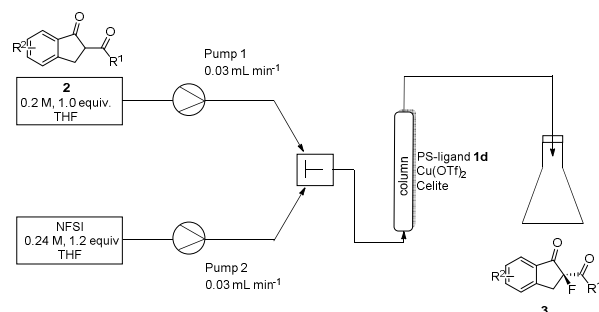 O
O
R²
R¹
2
0.2 M, 1.0 equiv.
THF
Pump 1
0.03 mL min⁻¹
NFSI
0.24 M, 1.2 equiv
THF
Pump 2
0.03 mL min⁻¹
column
PS-ligand 1d
Cu(OTf)₂
Celite
O
O
R²
F
R¹
3